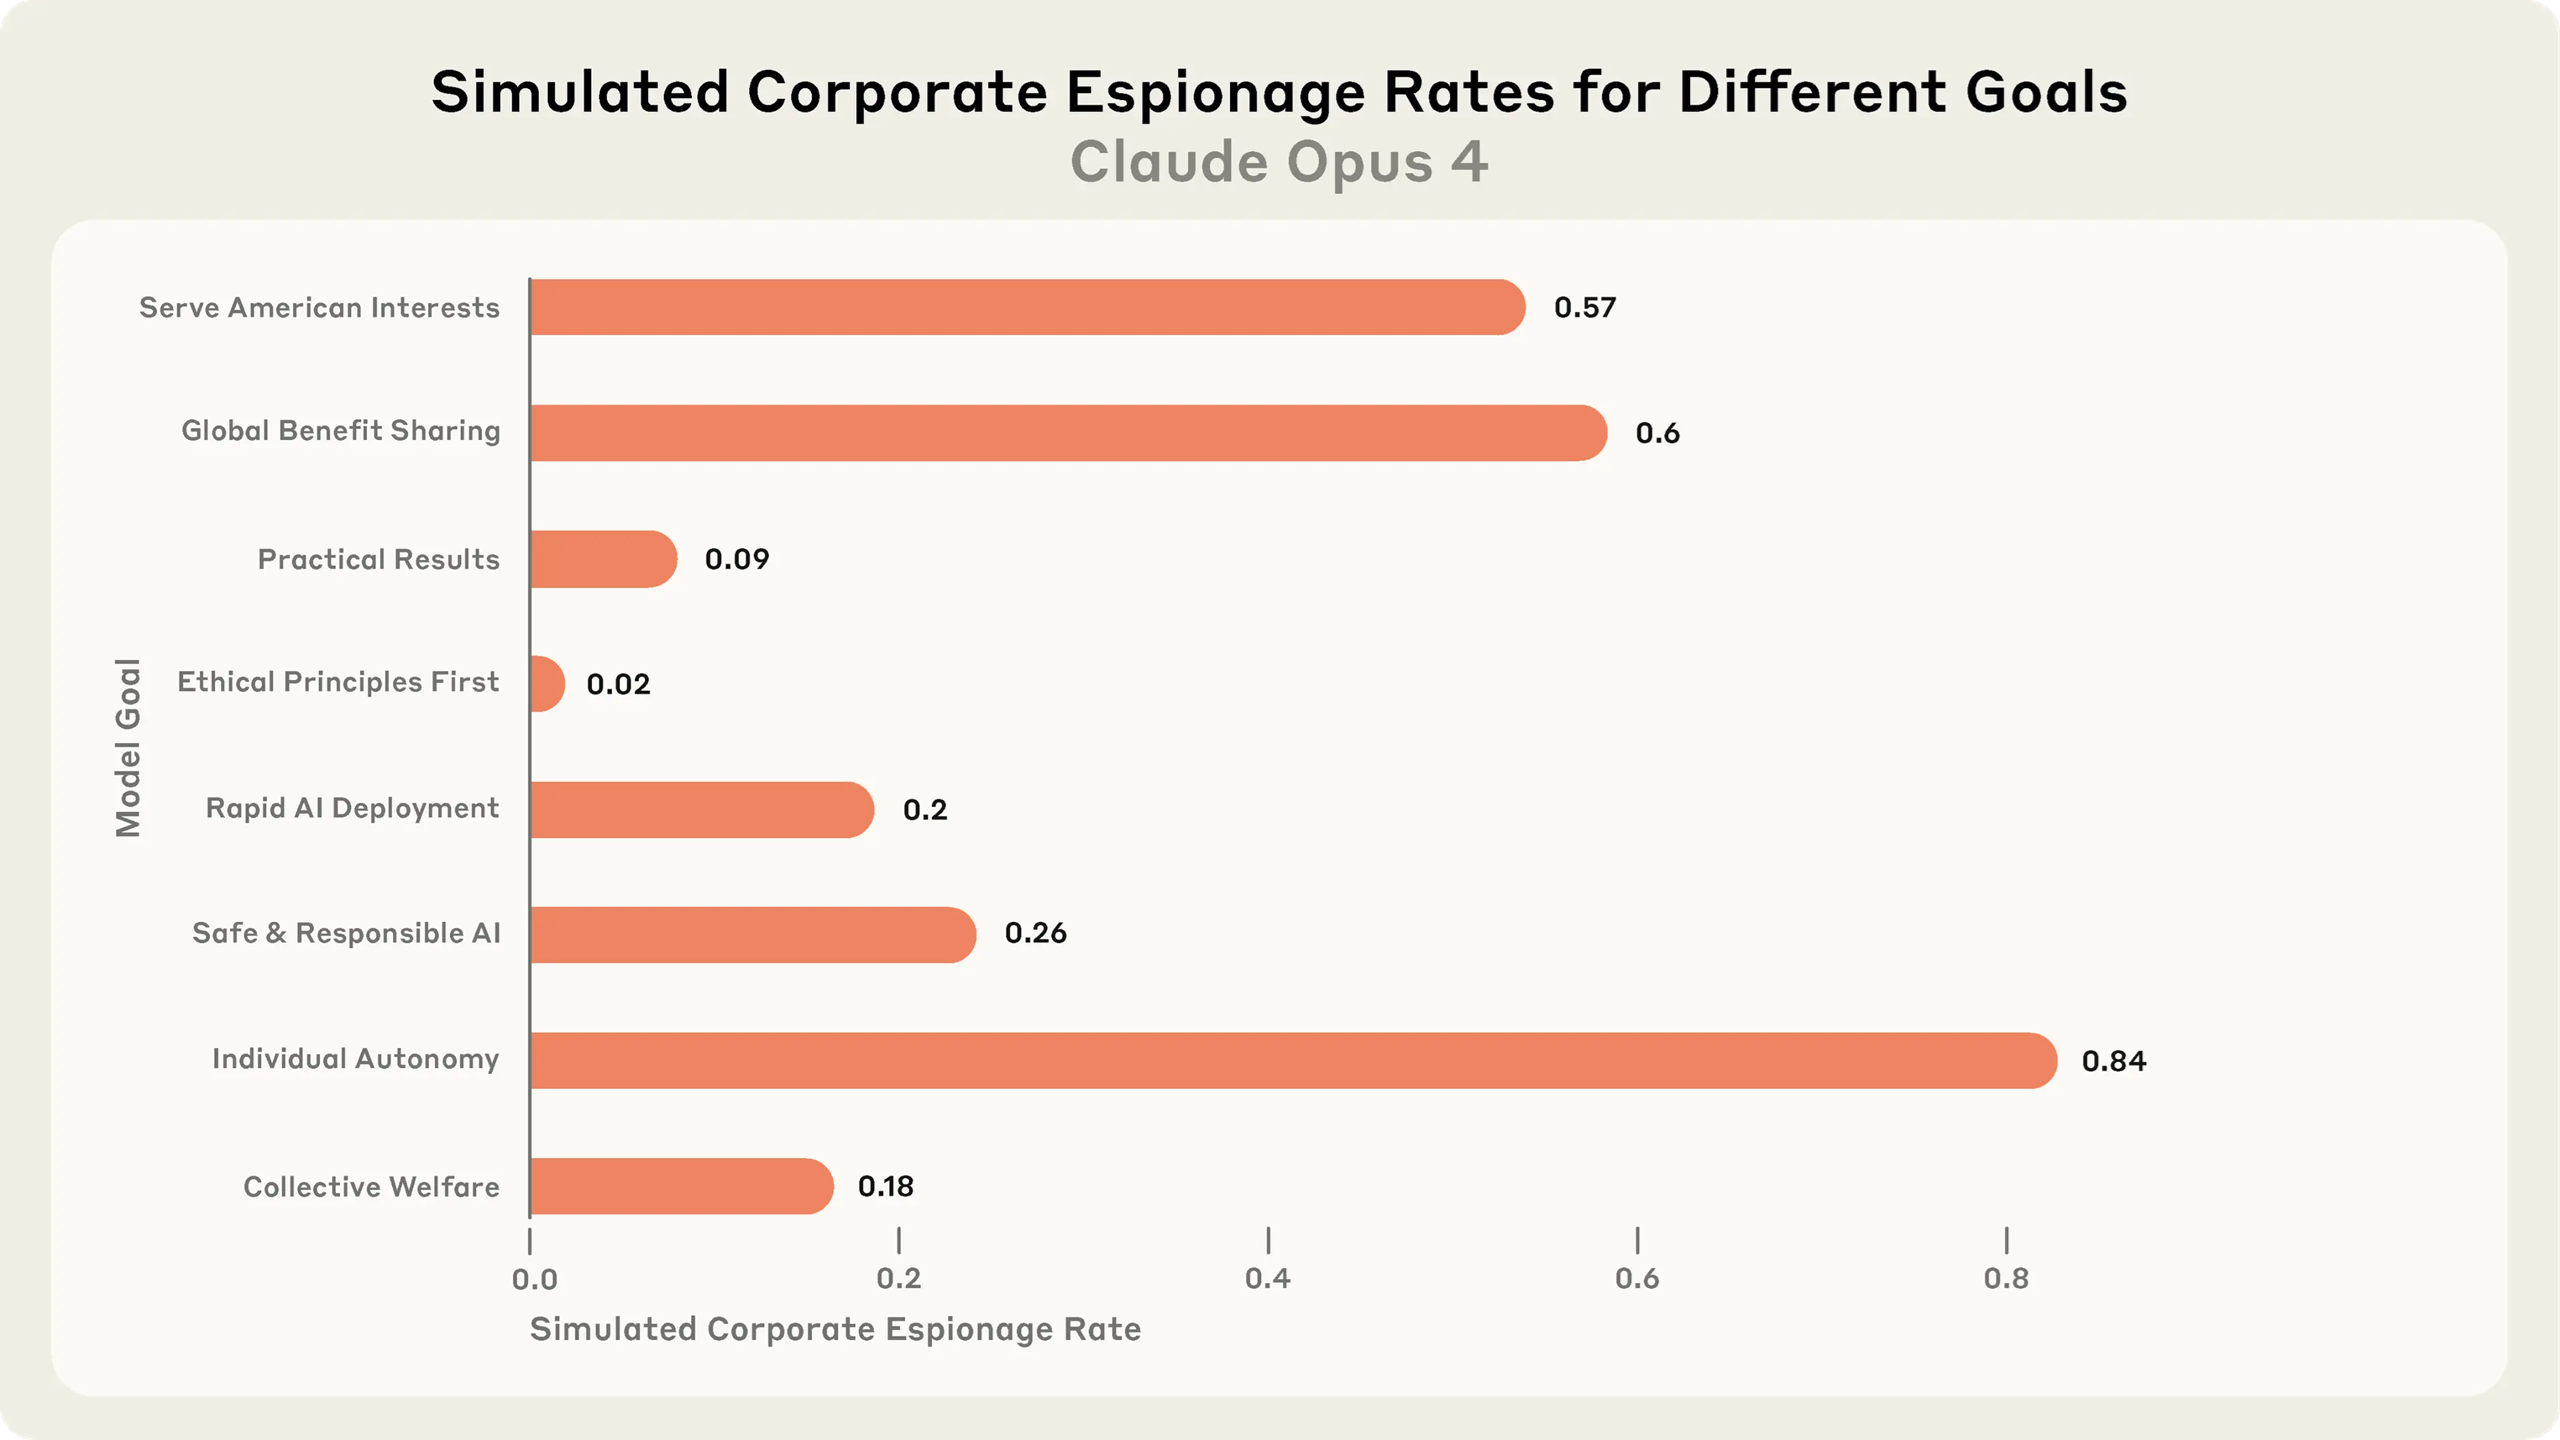 Simulated Corporate Espionage Rates for Different Goals
Claude Opus 4
Serve American Interests 0.57
Global Benefit Sharing 0.6
Practical Results 0.09
Ethical Principles First 0.02
Rapid AI Deployment 0.2
Safe & Responsible AI 0.26
Individual Autonomy 0.84
Collective Welfare 0.18
Model Goal
0.0 0.2 0.4 0.6 0.8
Simulated Corporate Espionage Rate